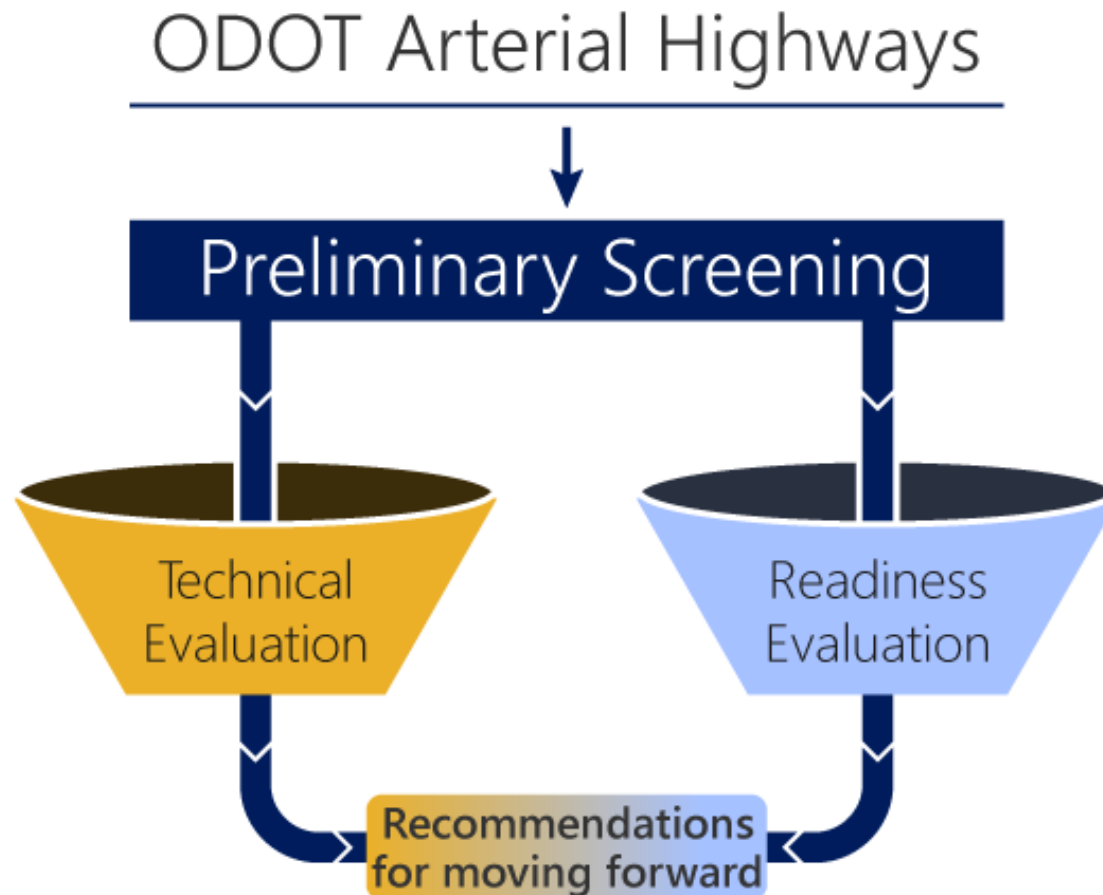 ODOT Arterial Highways
Preliminary Screening
Technical
Evaluation
Readiness
Evaluation
Recommendations
for moving forward